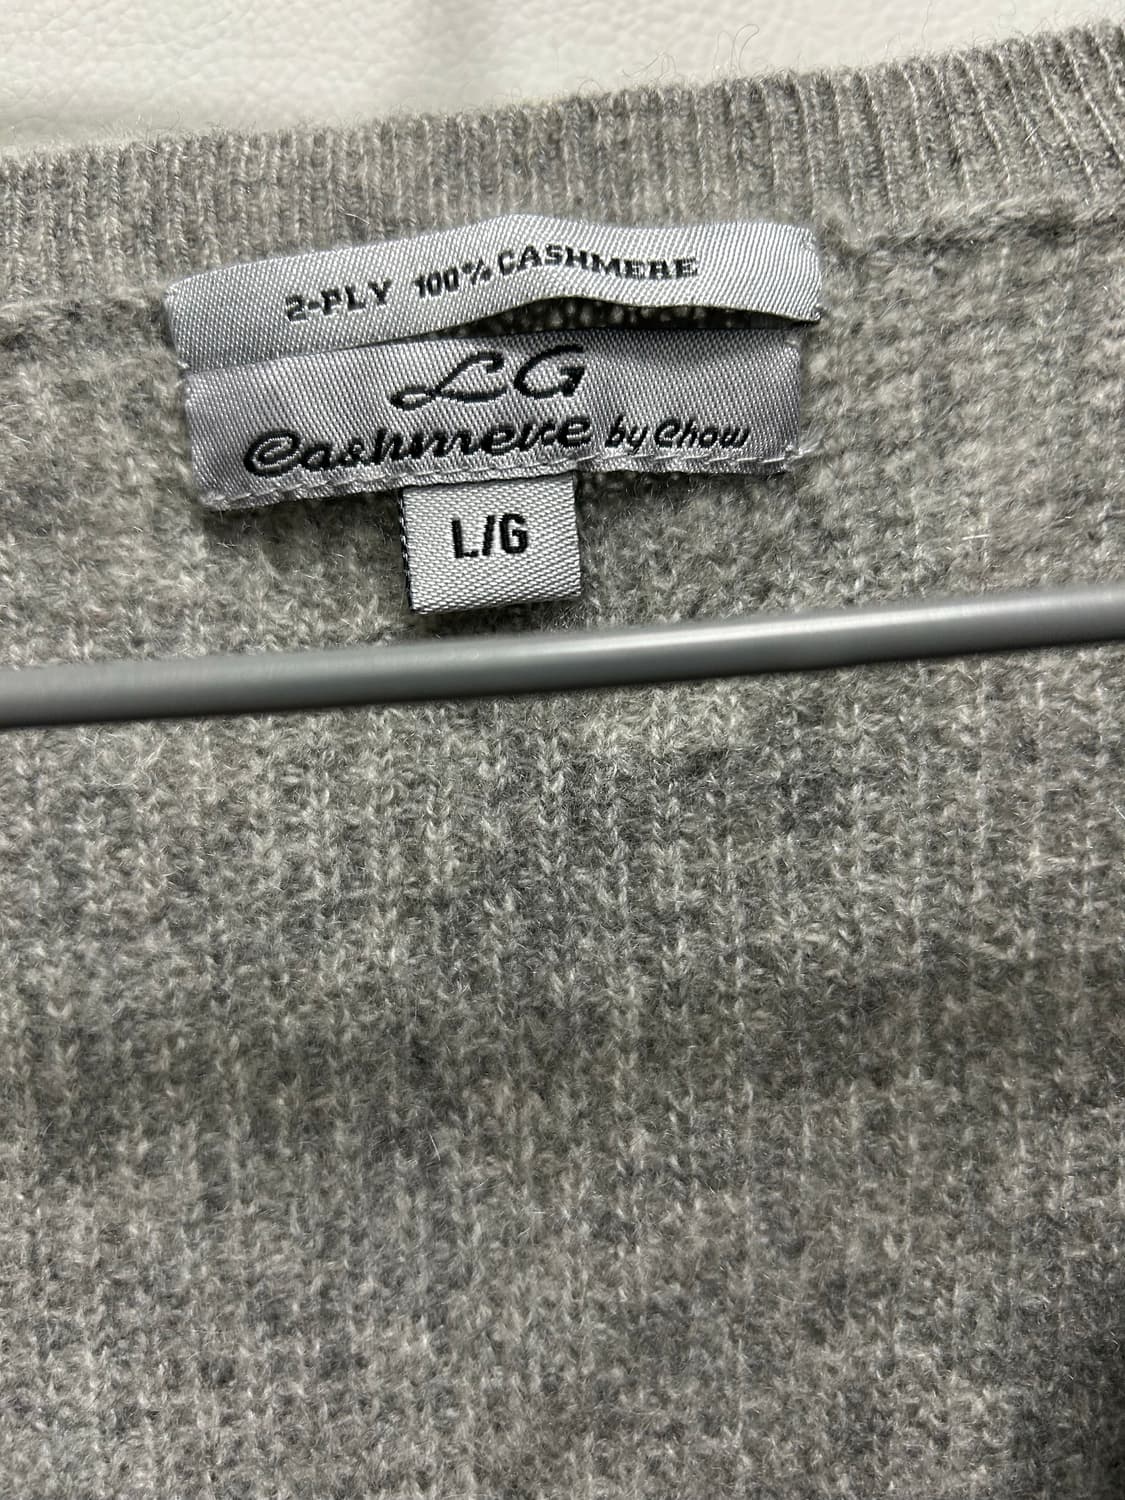 2-PLY 100% CASHMERE
LG
Cashmere by Chow
L/G